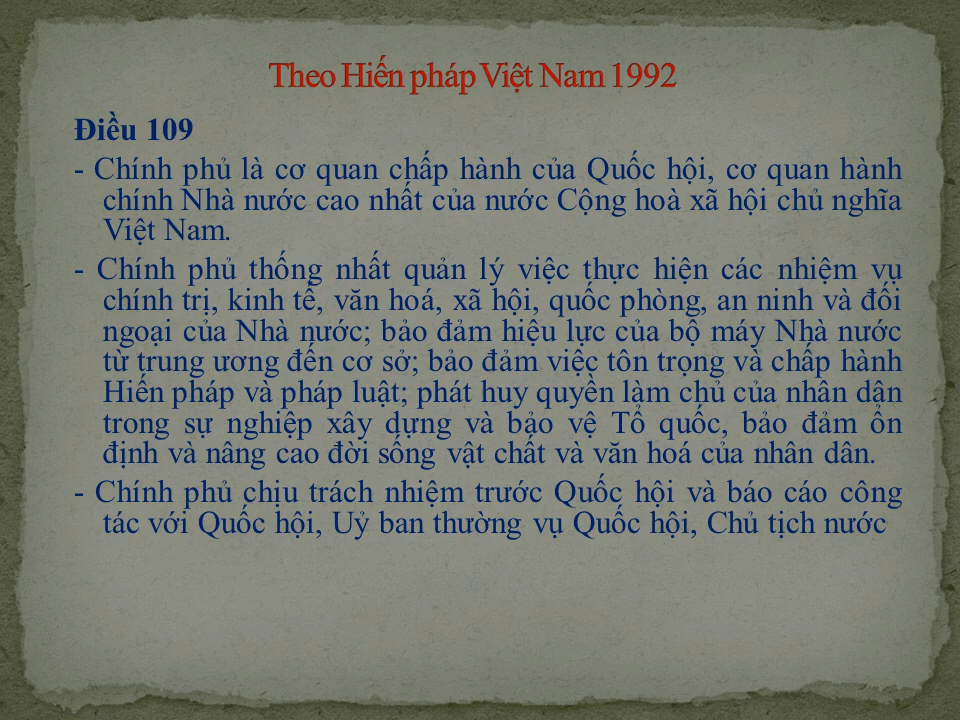 Theo Hiến pháp Việt Nam 1992
Điều 109
- Chính phủ là cơ quan chấp hành của Quốc hội, cơ quan hành
chính Nhà nước cao nhất của nước Cộng hoà xã hội chủ nghĩa
Việt Nam.
- Chính phủ thống nhất quản lý việc thực hiện các nhiệm vụ
chính trị, kinh tế, văn hoá, xã hội, quốc phòng, an ninh và đối
ngoại của Nhà nước; bảo đảm hiệu lực của bộ máy Nhà nước
từ trung ương đến cơ sở; bảo đảm việc tôn trọng và chấp hành
Hiến pháp và pháp luật; phát huy quyền làm chủ của nhân dân
trong sự nghiệp xây dựng và bảo vệ Tổ quốc, bảo đảm ổn
định và nâng cao đời sống vật chất và văn hoá của nhân dân.
- Chính phủ chịu trách nhiệm trước Quốc hội và báo cáo công
tác với Quốc hội, Uỷ ban thường vụ Quốc hội, Chủ tịch nước